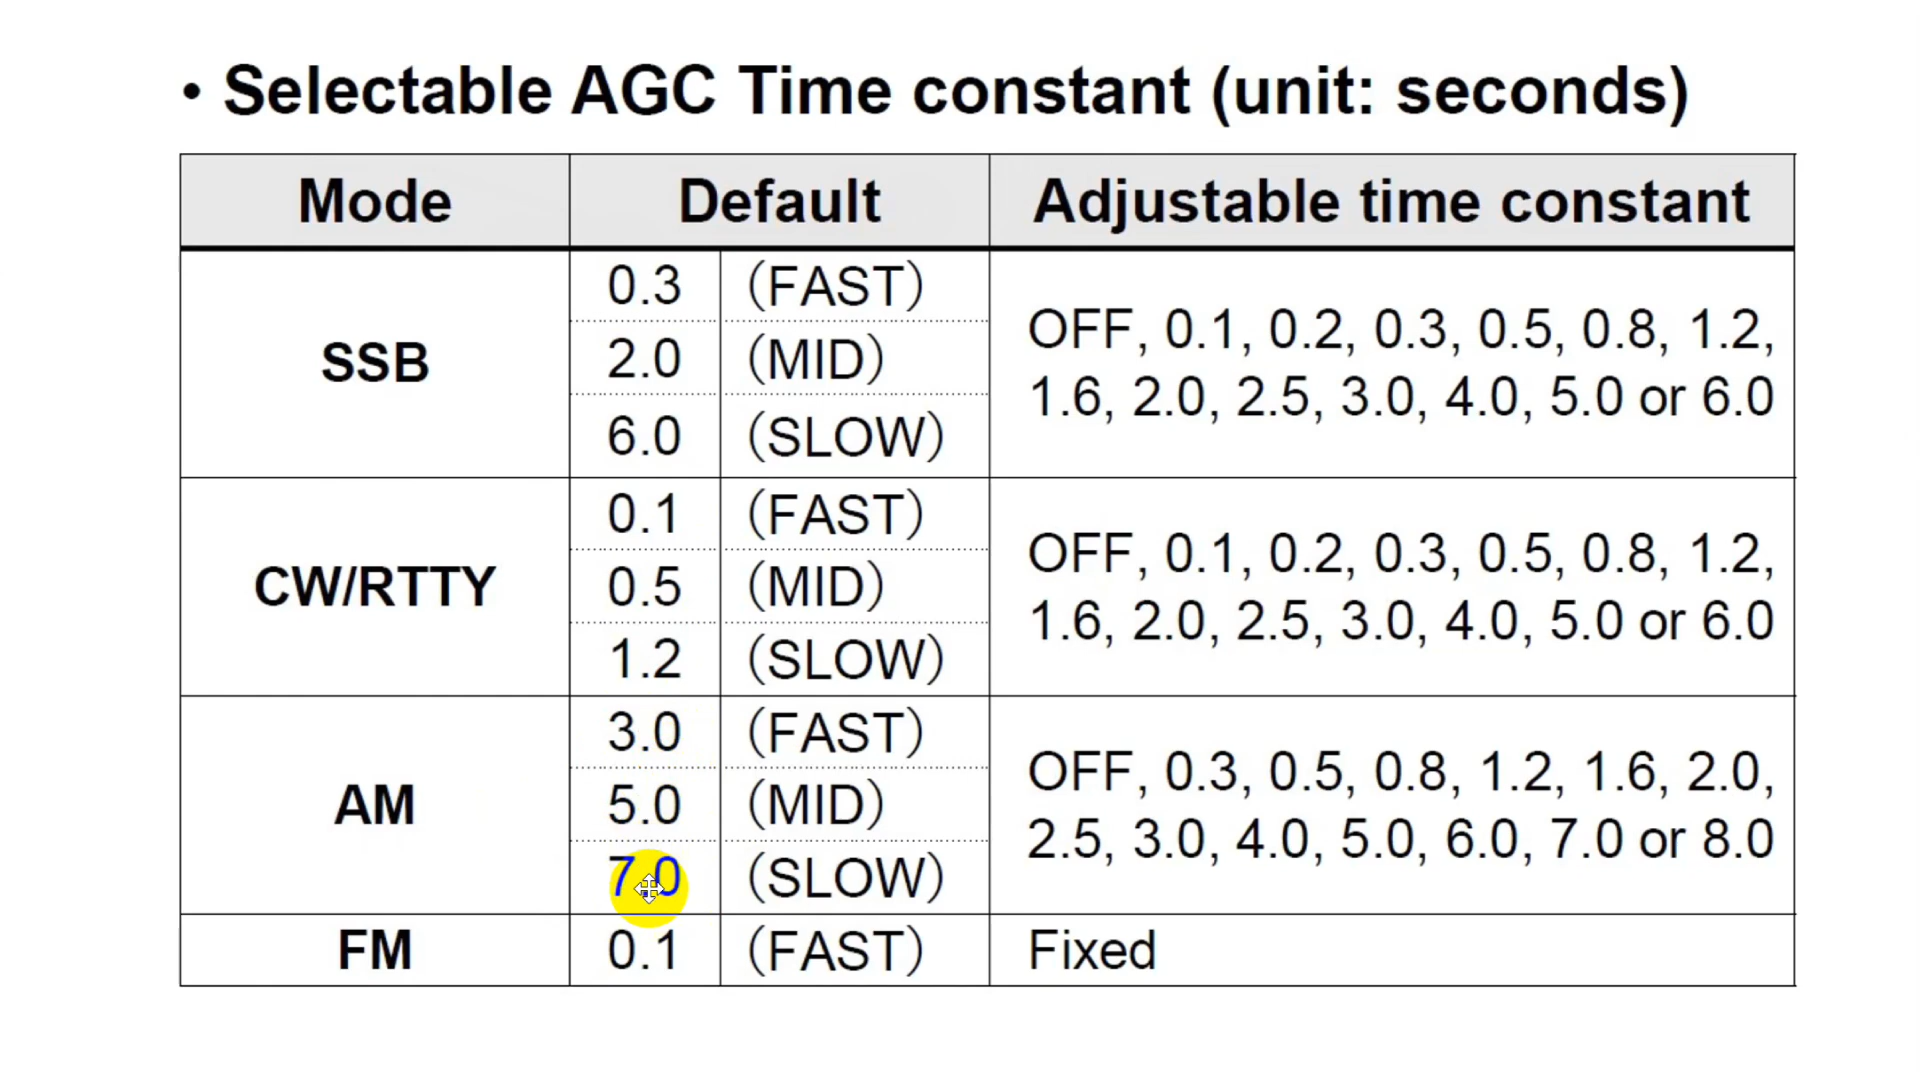 • Selectable AGC Time constant (unit: seconds)
Mode Default Adjustable time constant
SSB
0.3 (FAST)
2.0 (MID)
6.0 (SLOW)
OFF, 0.1, 0.2, 0.3, 0.5, 0.8, 1.2,
1.6, 2.0, 2.5, 3.0, 4.0, 5.0 or 6.0
CW/RTTY
0.1 (FAST)
0.5 (MID)
1.2 (SLOW)
OFF, 0.1, 0.2, 0.3, 0.5, 0.8, 1.2,
1.6, 2.0, 2.5, 3.0, 4.0, 5.0 or 6.0
AM
3.0 (FAST)
5.0 (MID)
7.0 (SLOW)
OFF, 0.3, 0.5, 0.8, 1.2, 1.6, 2.0,
2.5, 3.0, 4.0, 5.0, 6.0, 7.0 or 8.0
FM 0.1 (FAST) Fixed